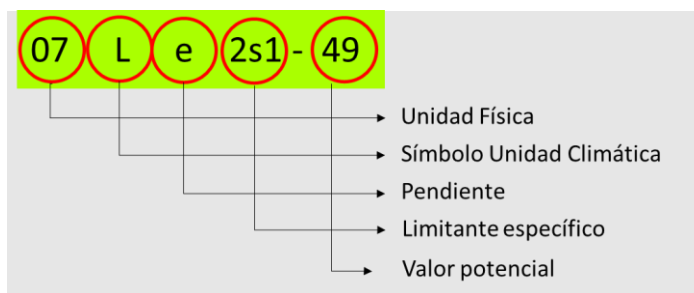 07 L e 2s1 - 49
Unidad Física
Símbolo Unidad Climática
Pendiente
Limitante específico
Valor potencial